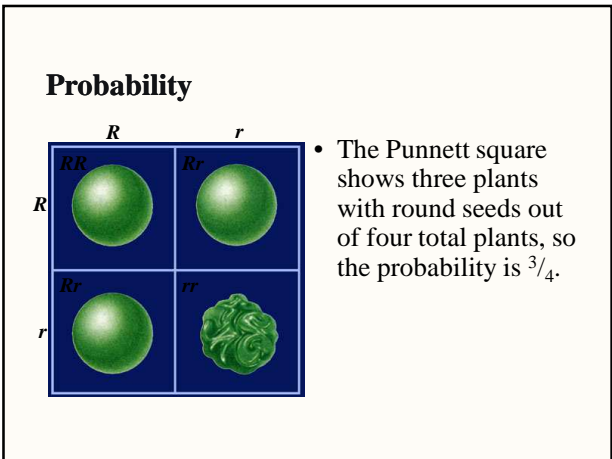 Probability
R r
RR Rr
R
Rr rr
r
• The Punnett square
shows three plants
with round seeds out
of four total plants, so
the probability is 3/4.